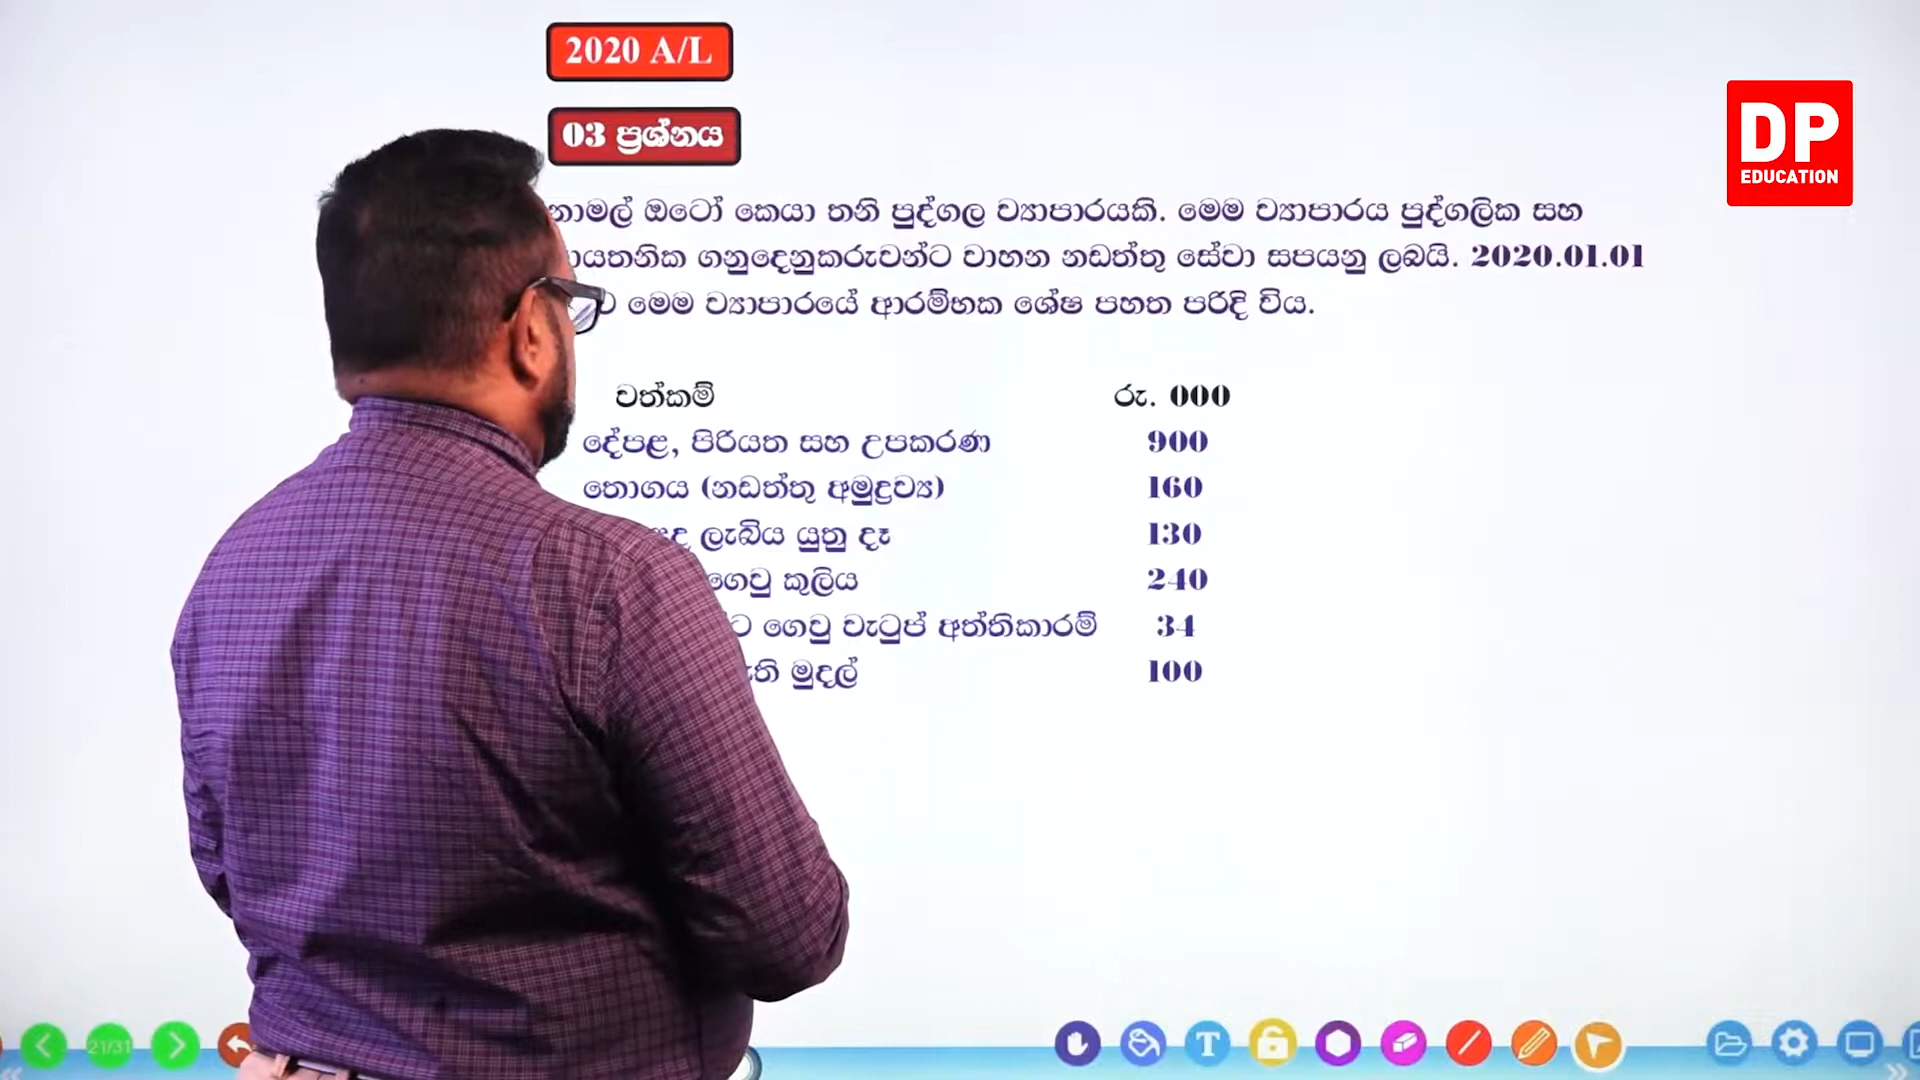 2020 A/L
03 ප්‍රශ්නය
DP
EDUCATION
නාමල් ඔටෝ කෙයා තනි පුද්ගල ව්‍යාපාරයකි. මෙම ව්‍යාපාරය පුද්ගලික සහ
ගනුදෙනුකරුවන්ට වාහන නඩත්තු සේවා සපයනු ලබයි. 2020.01.01
මෙම ව්‍යාපාරයේ ආරම්භක ශේෂ පහත පරිදි විය.
වත්කම් රු. 000
දේපළ, පිරියත සහ උපකරණ 900
තොගය (නඩත්තු අමුද්‍රව්‍ය) 160
ලැබිය යුතු දෑ 130
ගෙවු කුලිය 240
ගෙවු වැටුප් අත්තිකාරම් 34
මුදල් 100
21/31
T